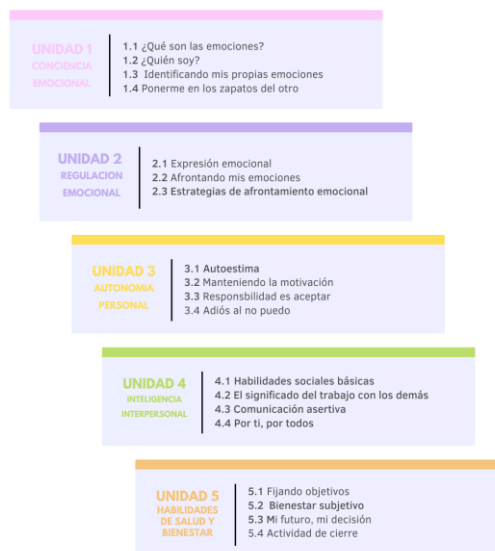 UNIDAD 1
CONCIENCIA
EMOCIONAL
1.1 ¿Qué son las emociones?
1.2 ¿Quién soy?
1.3 Identificando mis propias emociones
1.4 Ponerme en los zapatos del otro
UNIDAD 2
REGULACION
EMOCIONAL
2.1 Expresión emocional
2.2 Afrontando mis emociones
2.3 Estrategias de afrontamiento emocional
UNIDAD 3
AUTONOMIA
PERSONAL
3.1 Autoestima
3.2 Manteniendo la motivación
3.3 Responsbilidad es aceptar
3.4 Adiós al no puedo
UNIDAD 4
INTELIGENCIA
INTERPERSONAL
4.1 Habilidades sociales básicas
4.2 El significado del trabajo con los demás
4.3 Comunicación asertiva
4.4 Por ti, por todos
UNIDAD 5
HABILIDADES
DE SALUD Y
BIENESTAR
5.1 Fijando objetivos
5.2 Bienestar subjetivo
5.3 Mi futuro, mi decisión
5.4 Actividad de cierre